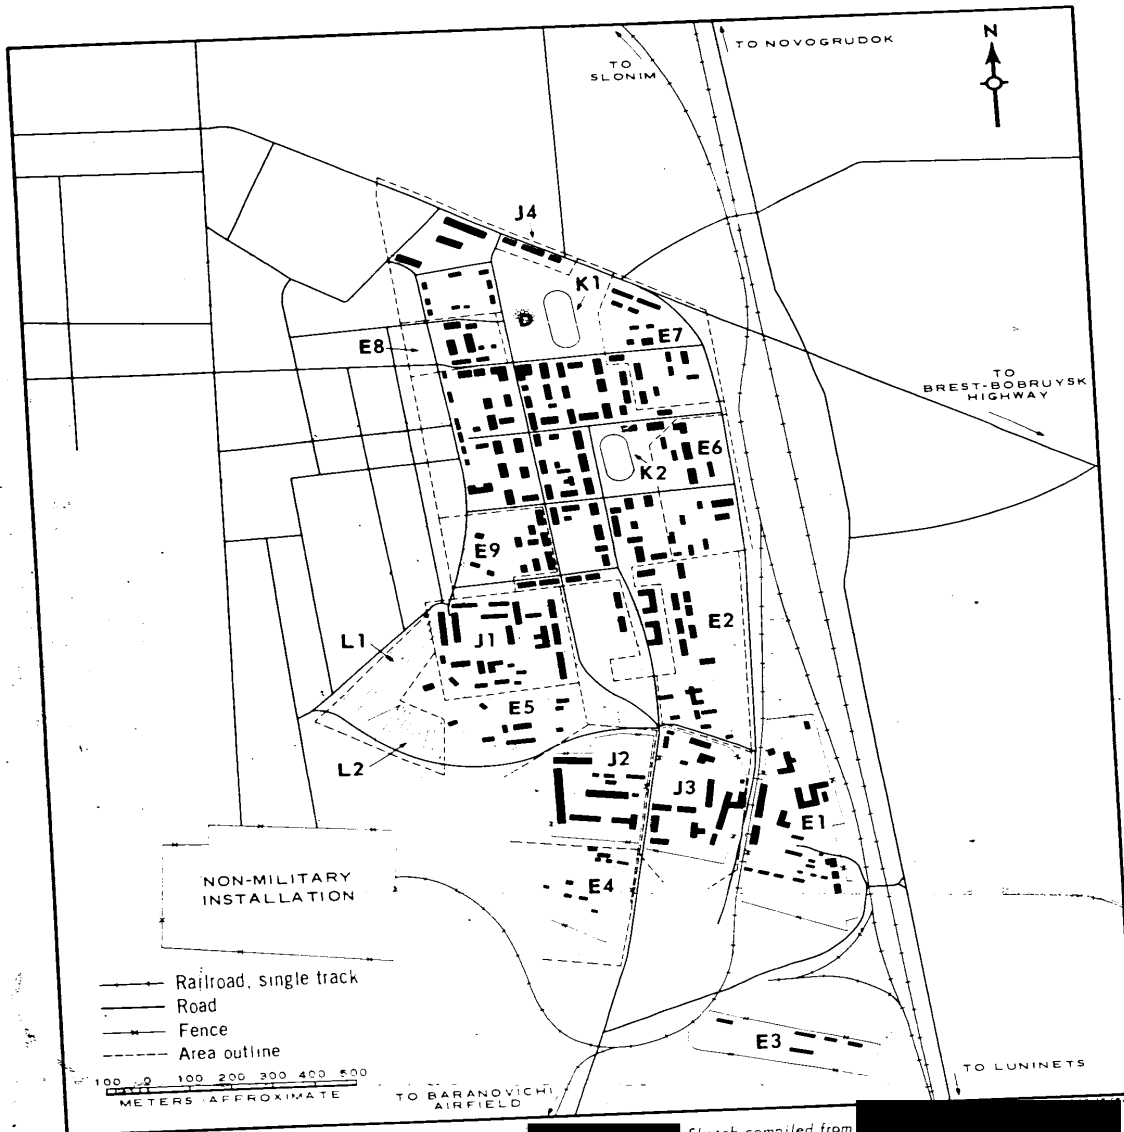 N
TO NOVOGRUDOK
TO
SLONIM
J4
K1
D
E7
E8
TO
BREST-BOBRUYSK
HIGHWAY
E6
K2
E9
E2
L1
J1
E5
L2
J2
J3
E1
E4
NON-MILITARY
INSTALLATION
Railroad, single track
Road
Fence
Area outline
100 0 100 200 300 400 500
METERS APPROXIMATE
E3
TO LUNINETS
TO BARANOVICHI
AIRFIELD
Sketch compiled from